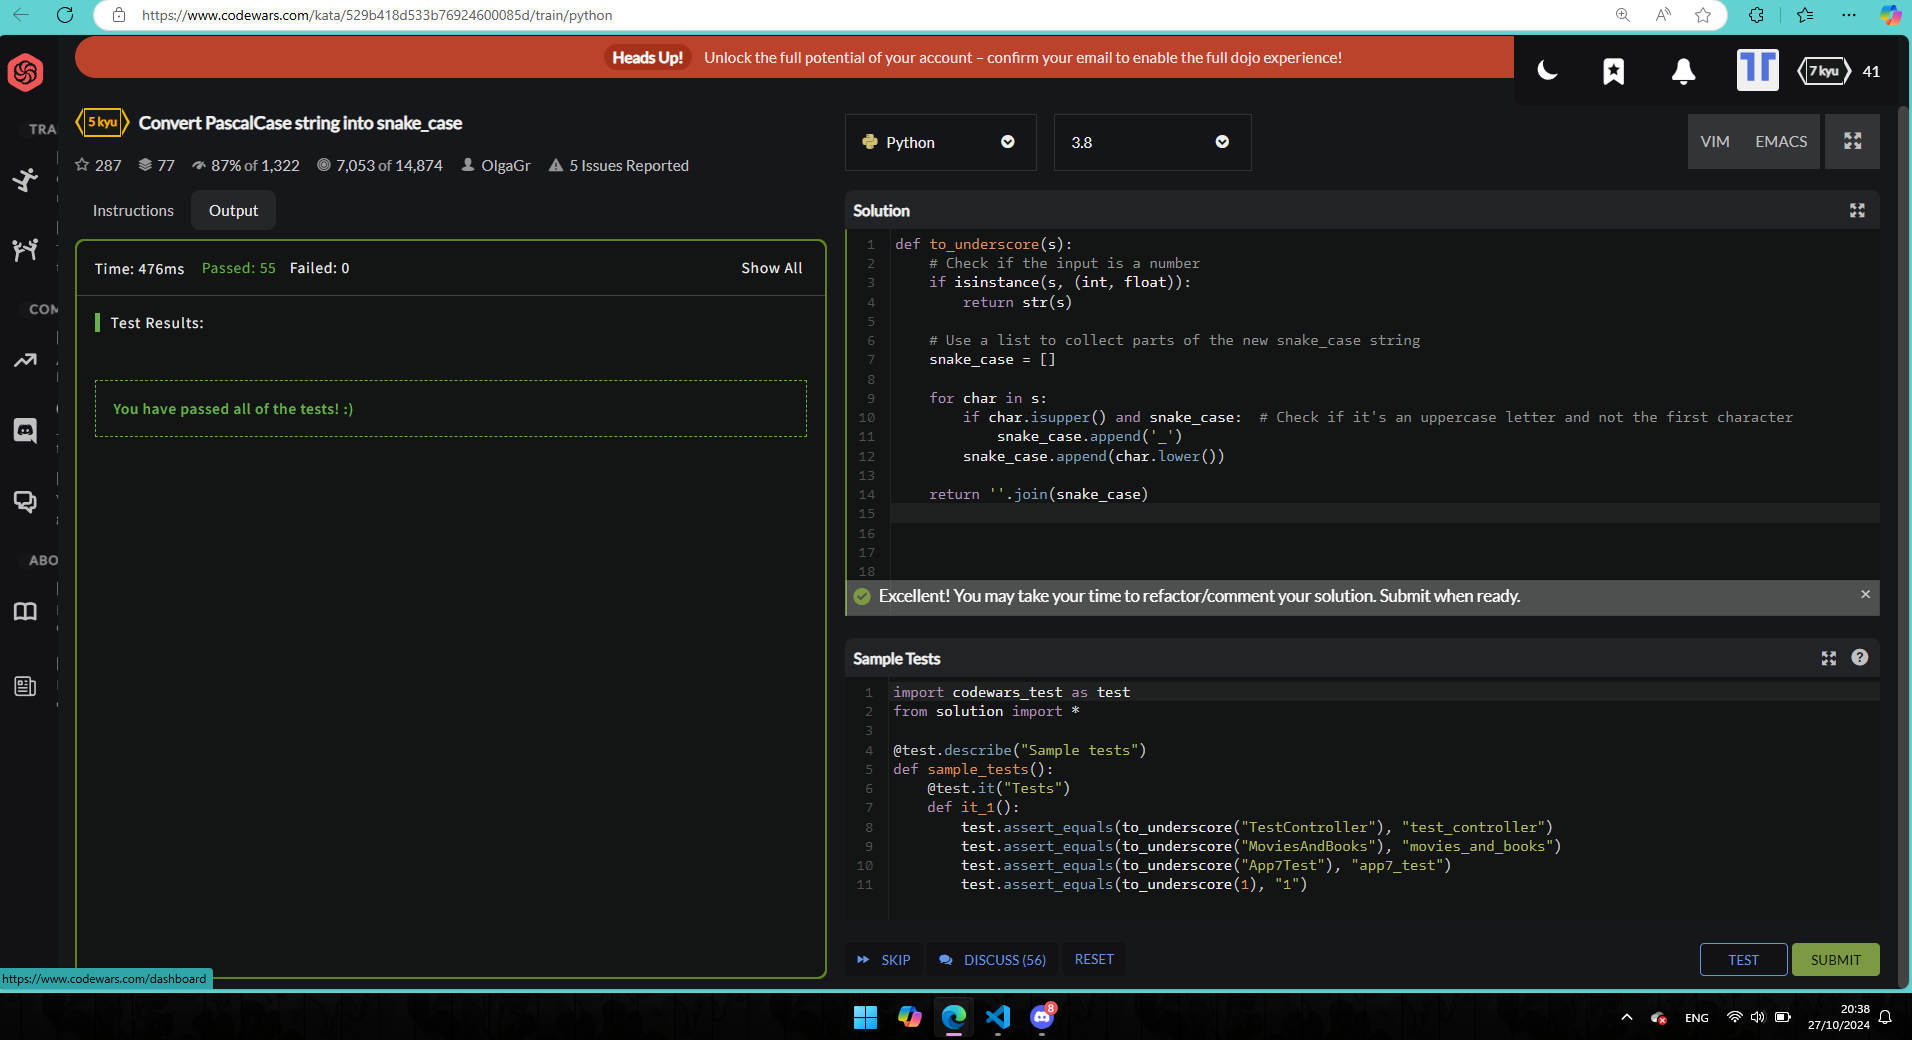 https://www.codewars.com/kata/529b418d533b76924600085d/train/python
Heads Up! Unlock the full potential of your account – confirm your email to enable the full dojo experience!
7 kyu 41
TRA
COM
ABO
5 kyu Convert PascalCase string into snake_case
287 77 87% of 1,322 7,053 of 14,874 OlgaGr 5 Issues Reported
Instructions Output
Time: 476ms Passed: 55 Failed: 0 Show All
Test Results:
You have passed all of the tests! :)
Python 3.8 VIM EMACS
Solution
1 def to_underscore(s):
2 # Check if the input is a number
3 if isinstance(s, (int, float)):
4 return str(s)
5
6 # Use a list to collect parts of the new snake_case string
7 snake_case = []
8
9 for char in s:
10 if char.isupper() and snake_case: # Check if it's an uppercase letter and not the first character
11 snake_case.append('_')
12 snake_case.append(char.lower())
13
14 return ''.join(snake_case)
15
16
17
18
Excellent! You may take your time to refactor/comment your solution. Submit when ready. ×
Sample Tests ?
1 import codewars_test as test
2 from solution import *
3
4 @test.describe("Sample tests")
5 def sample_tests():
6 @test.it("Tests")
7 def it_1():
8 test.assert_equals(to_underscore("TestController"), "test_controller")
9 test.assert_equals(to_underscore("MoviesAndBooks"), "movies_and_books")
10 test.assert_equals(to_underscore("App7Test"), "app7_test")
11 test.assert_equals(to_underscore(1), "1")
SKIP DISCUSS (56) RESET TEST SUBMIT
https://www.codewars.com/dashboard
8
ENG 20:38
27/10/2024